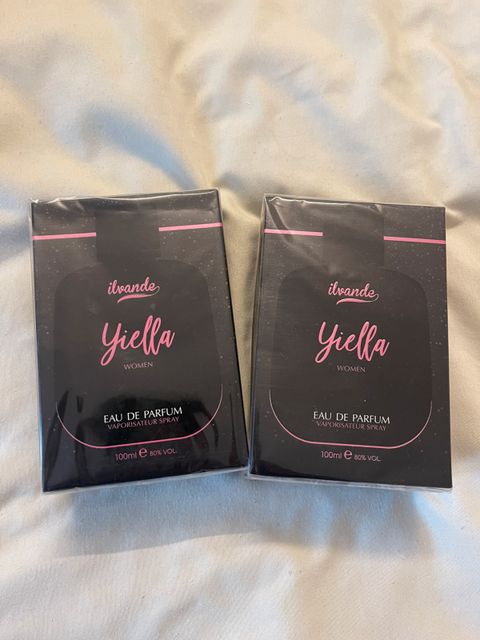 ilvande
Yiella
WOMEN
EAU DE PARFUM
VAPORISATEUR SPRAY
100ml e 80% VOL.
ilvande
Yiella
WOMEN
EAU DE PARFUM
VAPORISATEUR SPRAY
100ml e 80% VOL.